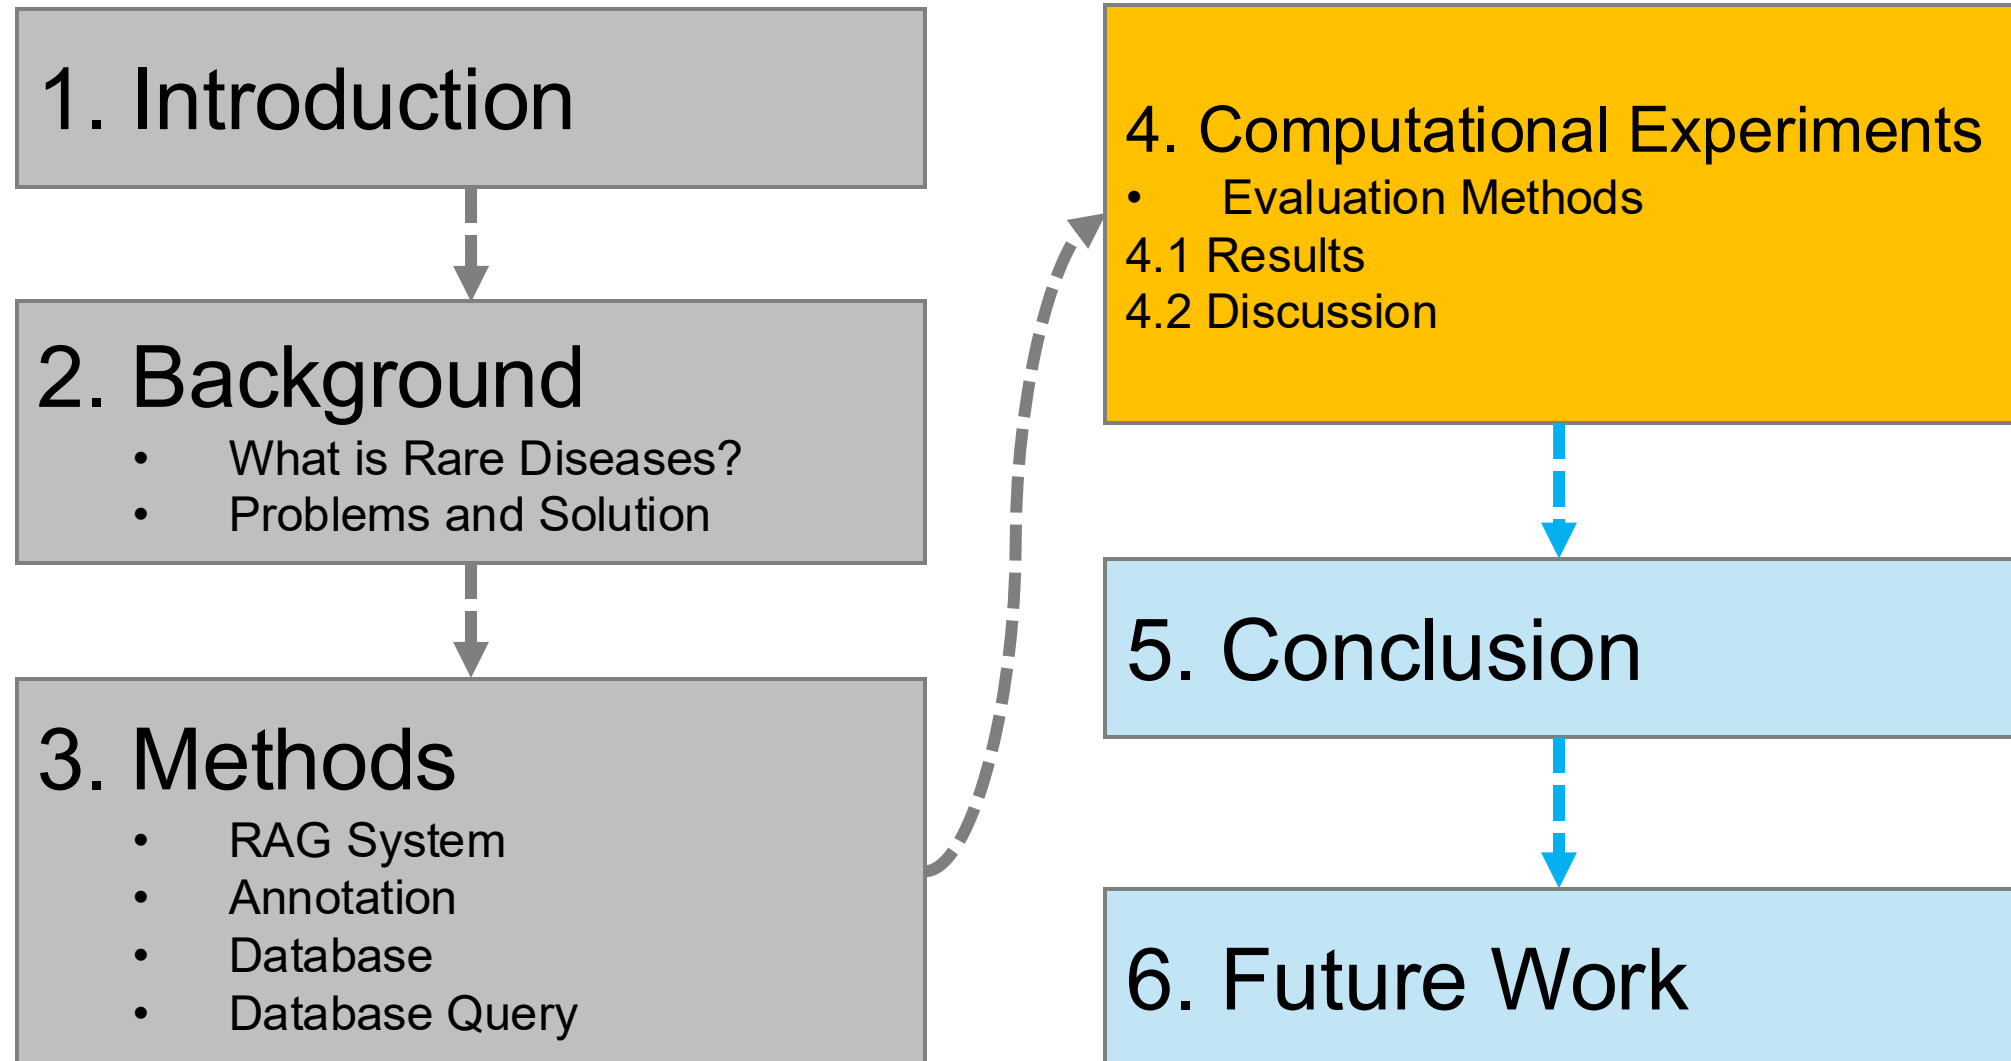 1. Introduction
2. Background
• What is Rare Diseases?
• Problems and Solution
3. Methods
• RAG System
• Annotation
• Database
• Database Query
4. Computational Experiments
• Evaluation Methods
4.1 Results
4.2 Discussion
5. Conclusion
6. Future Work